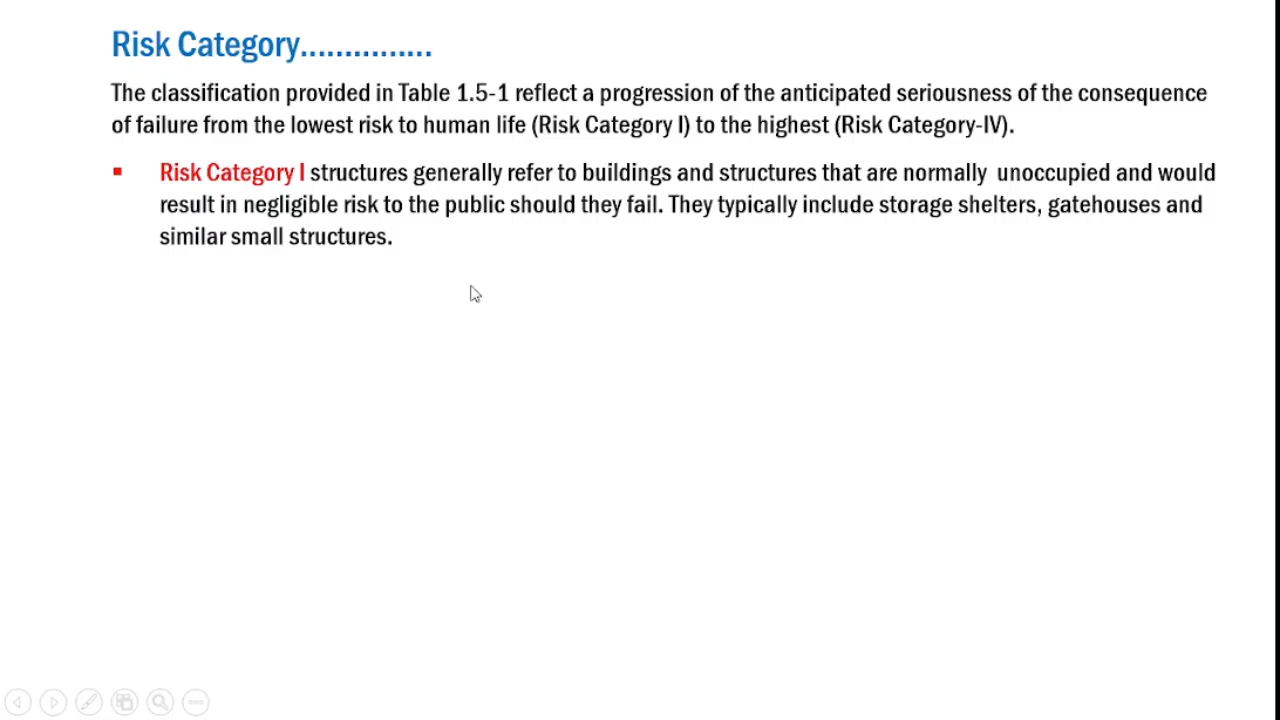 Risk Category...............
The classification provided in Table 1.5-1 reflect a progression of the anticipated seriousness of the consequence
of failure from the lowest risk to human life (Risk Category I) to the highest (Risk Category-IV).
Risk Category I structures generally refer to buildings and structures that are normally unoccupied and would
result in negligible risk to the public should they fail. They typically include storage shelters, gatehouses and
similar small structures.